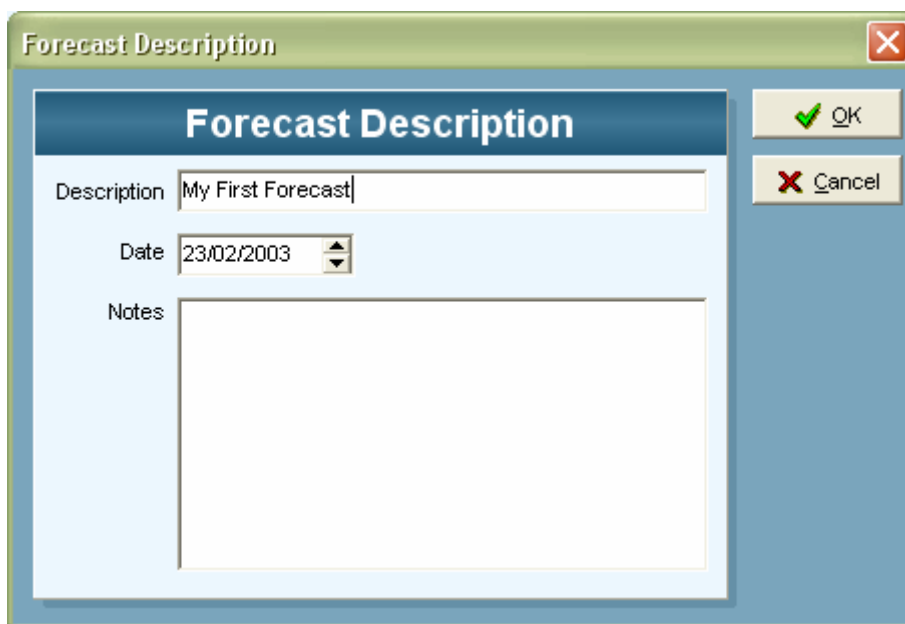 Forecast Description
Forecast Description
OK
Description My First Forecast
Cancel
Date 23/02/2003
Notes